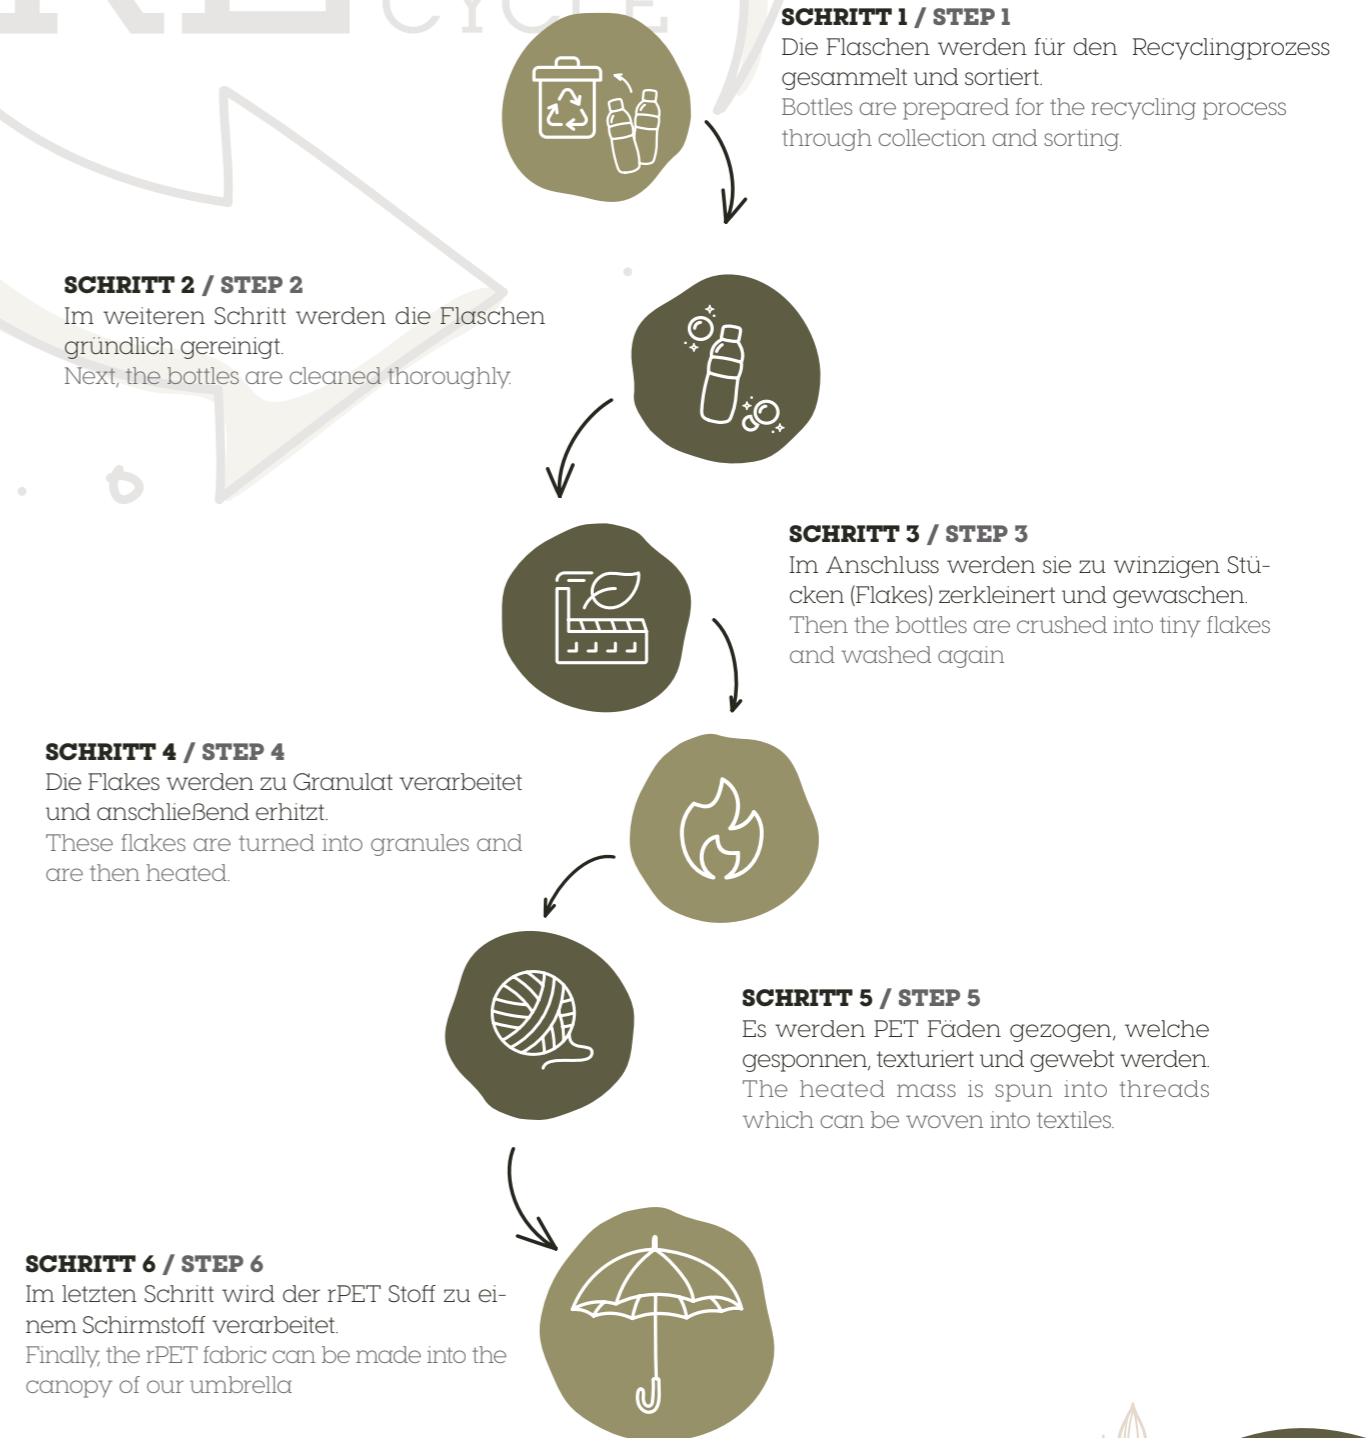 RE
CYCLE
SCHRITT 1 / STEP 1
Die Flaschen werden für den Recyclingprozess
gesammelt und sortiert.
Bottles are prepared for the recycling process
through collection and sorting.
SCHRITT 2 / STEP 2
Im weiteren Schritt werden die Flaschen
gründlich gereinigt.
Next, the bottles are cleaned thoroughly.
SCHRITT 3 / STEP 3
Im Anschluss werden sie zu winzigen Stü-
cken (Flakes) zerkleinert und gewaschen.
Then the bottles are crushed into tiny flakes
and washed again
SCHRITT 4 / STEP 4
Die Flakes werden zu Granulat verarbeitet
und anschließend erhitzt.
These flakes are turned into granules and
are then heated.
SCHRITT 5 / STEP 5
Es werden PET Fäden gezogen, welche
gesponnen, texturiert und gewebt werden.
The heated mass is spun into threads
which can be woven into textiles.
SCHRITT 6 / STEP 6
Im letzten Schritt wird der rPET Stoff zu ei-
nem Schirmstoff verarbeitet.
Finally, the rPET fabric can be made into the
canopy of our umbrella